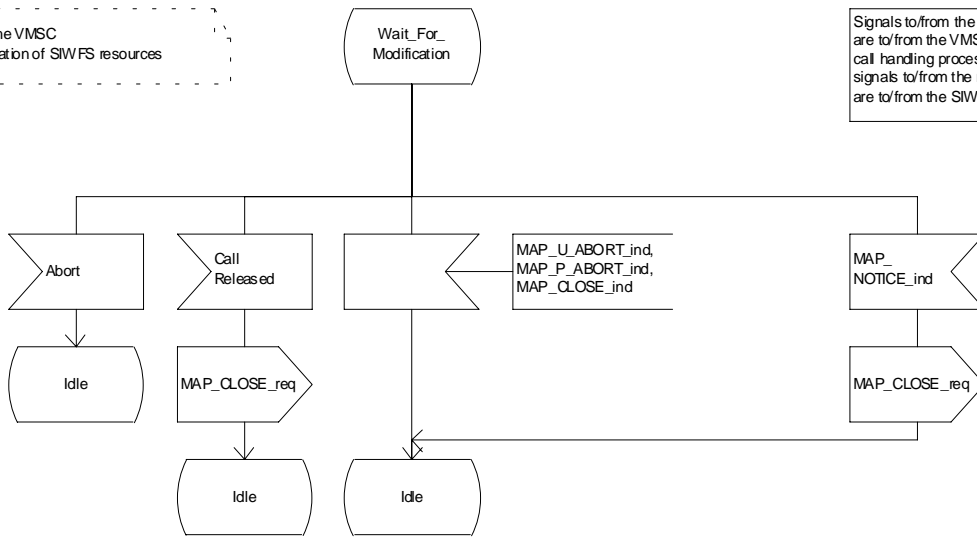 he VMSC
ation of SIWFS resources
Wait_For_
Modification
Signals to/from the
are to/from the VMS
call handling proces
signals to/from the
are to/from the SIW
Abort
Call
Released
MAP_U_ABORT_ind,
MAP_P_ABORT_ind,
MAP_CLOSE_ind
MAP_
NOTICE_ind
Idle
MAP_CLOSE_req
MAP_CLOSE_req
Idle
Idle